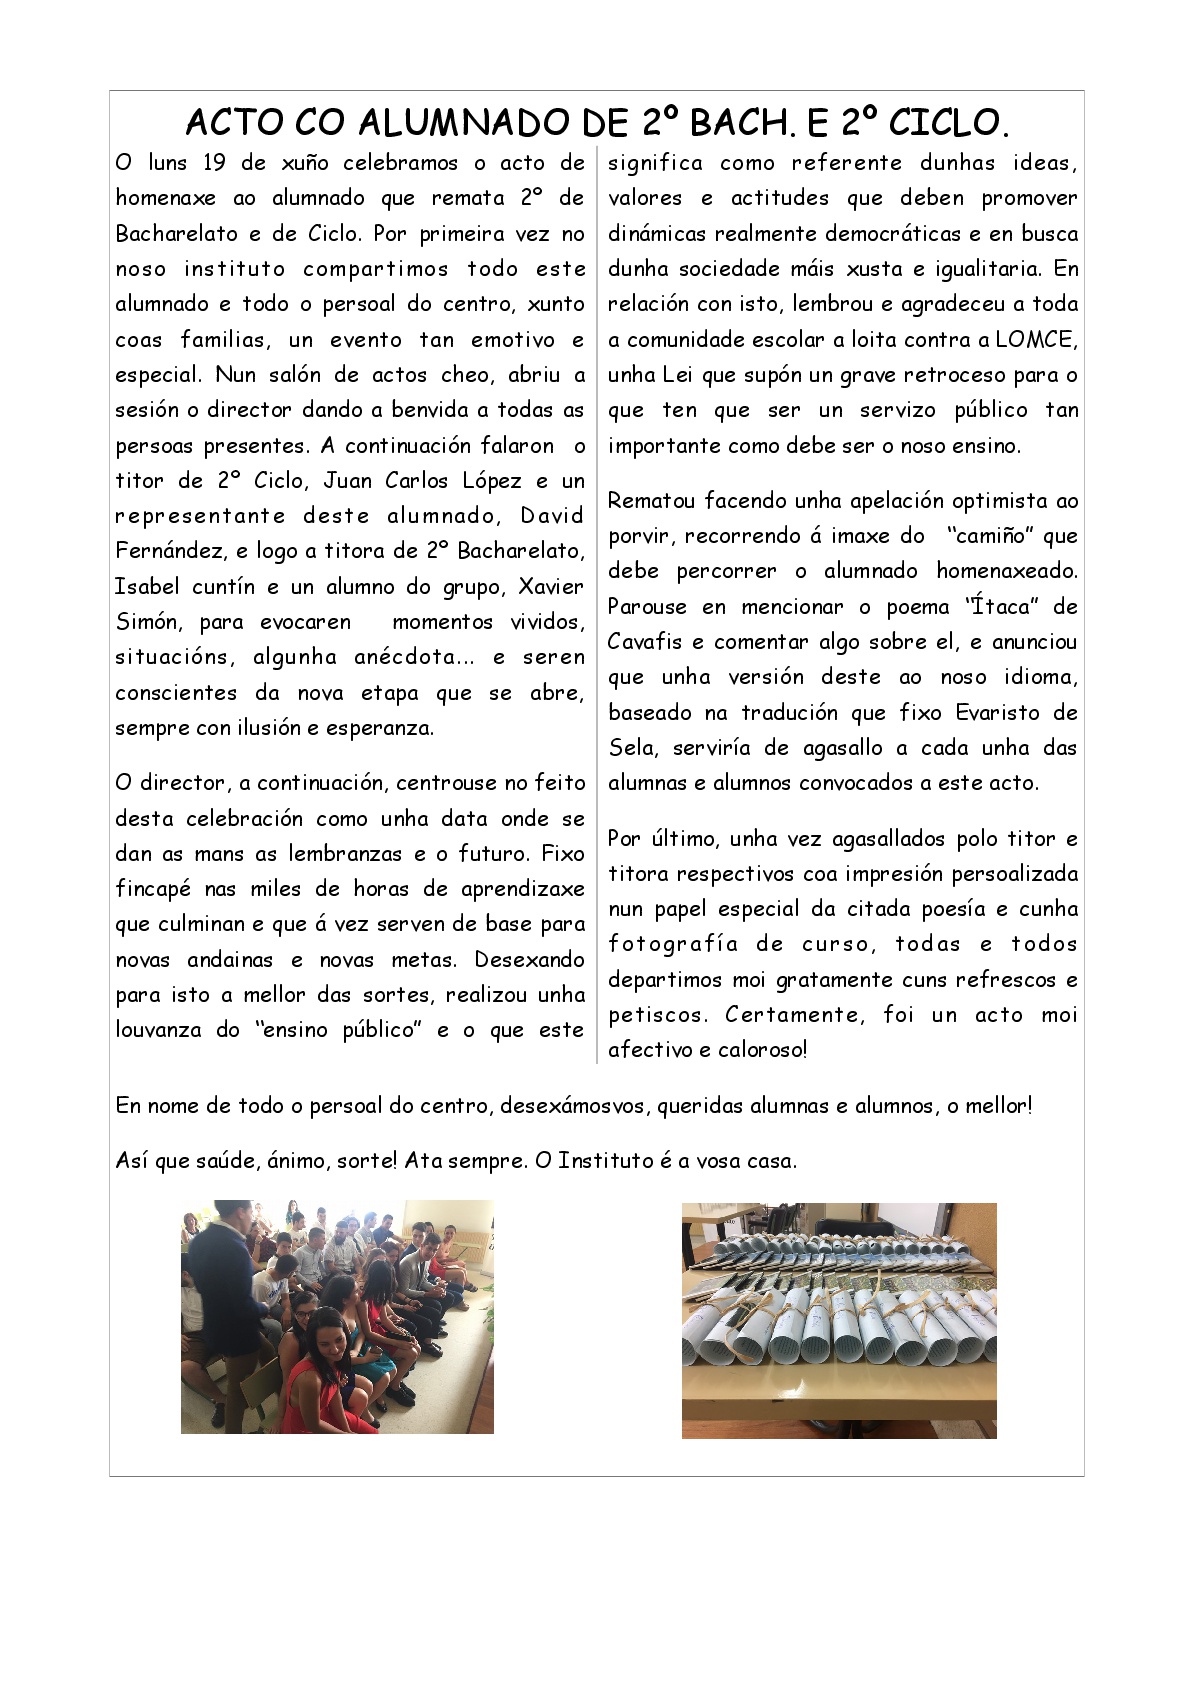 ACTO CO ALUMNADO DE 2º BACH. E 2º CICLO.
O luns 19 de xuño celebramos o acto de
homenaxe ao alumnado que remata 2º de
Bacharelato e de Ciclo. Por primeira vez no
noso instituto compartimos todo este
alumnado e todo o persoal do centro, xunto
coas familias, un evento tan emotivo e
especial. Nun salón de actos cheo, abriu a
sesión o director dando a benvida a todas as
persoas presentes. A continuación falaron o
titor de 2º Ciclo, Juan Carlos López e un
representante deste alumnado, David
Fernández, e logo a titora de 2º Bacharelato,
Isabel cuntín e un alumno do grupo, Xavier
Simón, para evocaren momentos vividos,
situacións, algunha anécdota... e seren
conscientes da nova etapa que se abre,
sempre con ilusión e esperanza.
O director, a continuación, centrouse no feito
desta celebración como unha data onde se
dan as mans as lembranzas e o futuro. Fixo
fincapé nas miles de horas de aprendizaxe
que culminan e que á vez serven de base para
novas andainas e novas metas. Desexando
para isto a mellor das sortes, realizou unha
louvanza do “ensino público” e o que este
significa como referente dunhas ideas,
valores e actitudes que deben promover
dinámicas realmente democráticas e en busca
dunha sociedade máis xusta e igualitaria. En
relación con isto, lembrou e agradeceu a toda
a comunidade escolar a loita contra a LOMCE,
unha Lei que supón un grave retroceso para o
que ten que ser un servizo público tan
importante como debe ser o noso ensino.
Rematou facendo unha apelación optimista ao
porvir, recorrendo á imaxe do “camiño” que
debe percorrer o alumnado homenaxeado.
Parouse en mencionar o poema “Ítaca” de
Cavafis e comentar algo sobre el, e anunciou
que unha versión deste ao noso idioma,
baseado na tradución que fixo Evaristo de
Sela, serviría de agasallo a cada unha das
alumnas e alumnos convocados a este acto.
Por último, unha vez agasallados polo titor e
titora respectivos coa impresión persoalizada
nun papel especial da citada poesía e cunha
fotografía de curso, todas e todos
departimos moi gratamente cuns refrescos e
petiscos. Certamente, foi un acto moi
afectivo e caloroso!
En nome de todo o persoal do centro, desexámosvos, queridas alumnas e alumnos, o mellor!
Así que saúde, ánimo, sorte! Ata sempre. O Instituto é a vosa casa.